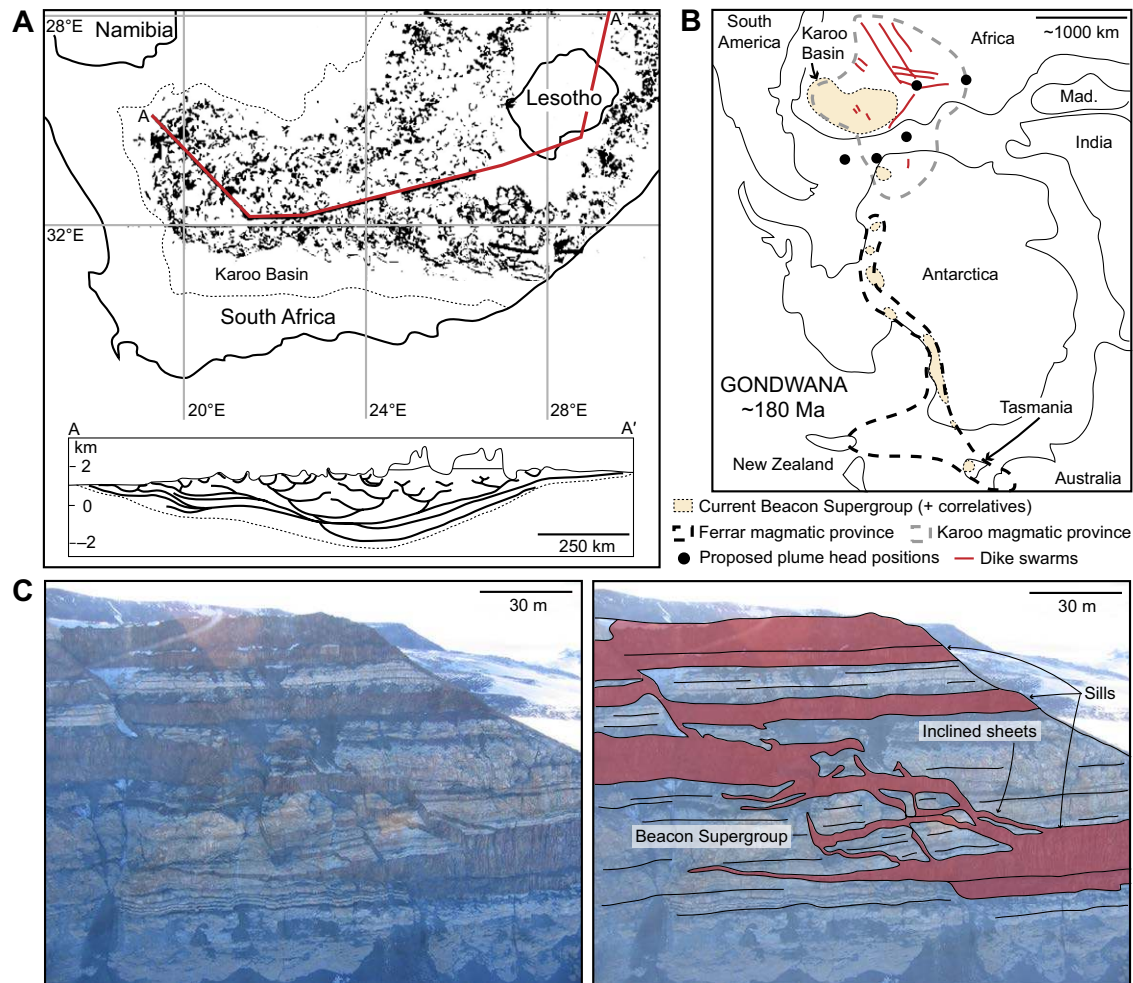 A
28°E
Namibia
A'
A
Lesotho
32°E
Karoo Basin
South Africa
20°E
24°E
28°E
A
A'
km
2
0
–2
250 km
B
South
America
Karoo
Basin
Africa
~1000 km
Mad.
India
Antarctica
GONDWANA
~180 Ma
Tasmania
New Zealand
Australia
Current Beacon Supergroup (+ correlatives)
Ferrar magmatic province
Karoo magmatic province
Proposed plume head positions
Dike swarms
C
30 m
30 m
Sills
Inclined sheets
Beacon Supergroup